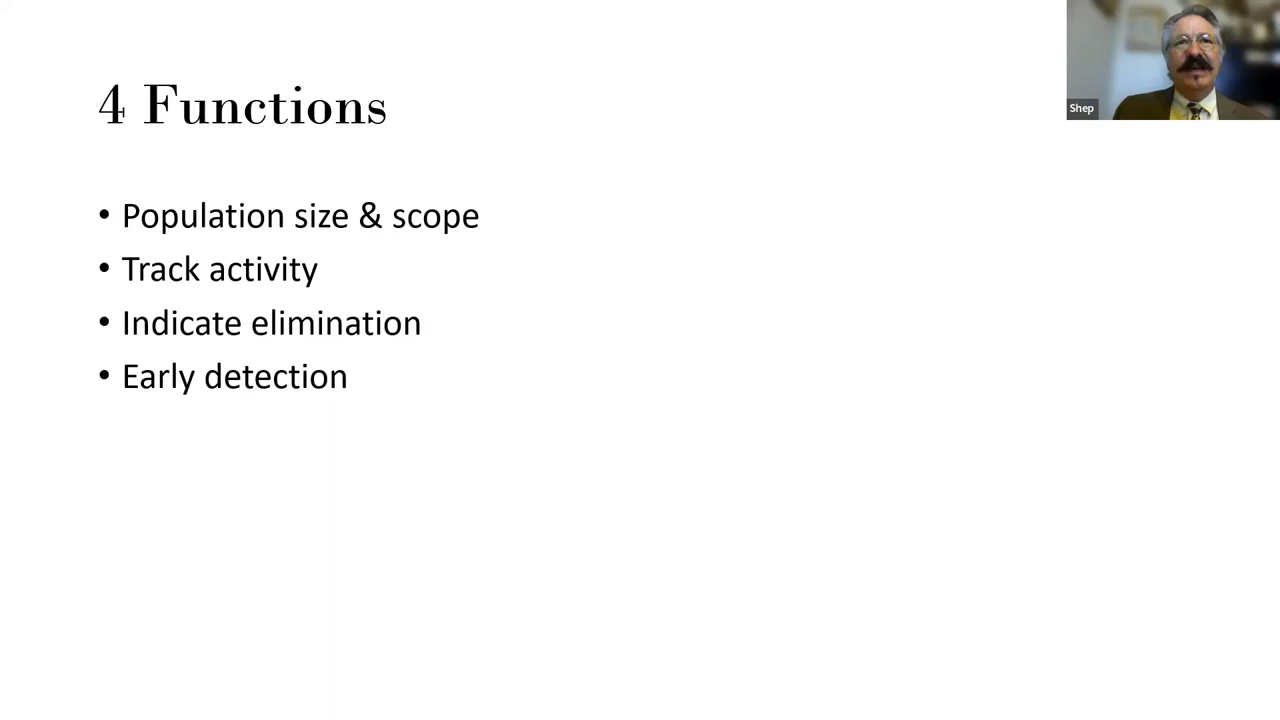 4 Functions
• Population size & scope
• Track activity
• Indicate elimination
• Early detection
Shep